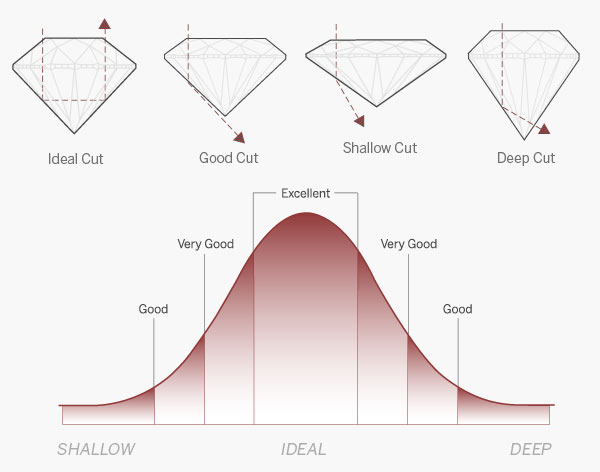 Ideal Cut
Good Cut
Shallow Cut
Deep Cut
Excellent
Very Good
Very Good
Good
Good
SHALLOW
IDEAL
DEEP